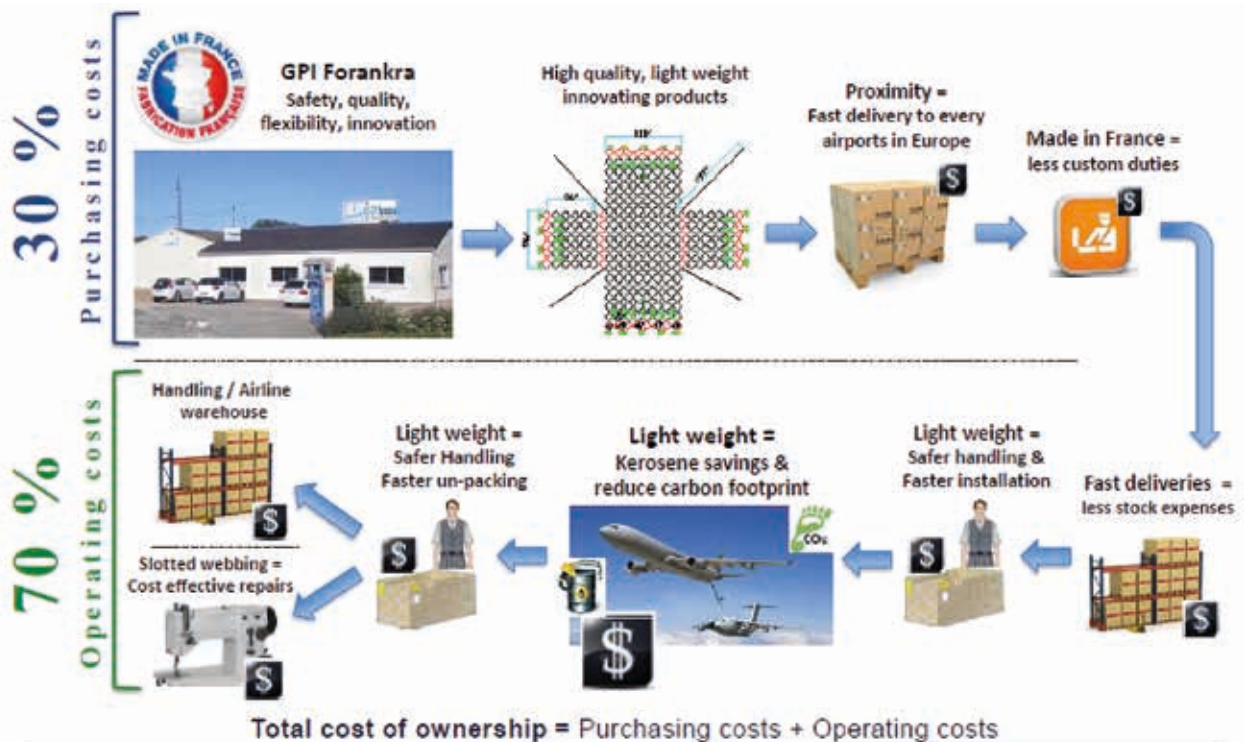 30 %
Purchasing costs
MADE IN FRANCE
FABRICATION FRANÇAISE
GPI Forankra
Safety, quality,
flexibility, innovation
High quality, light weight
innovating products
Proximity =
Fast delivery to every
airports in Europe
$
Made in France =
less custom duties
$
70 %
Operating costs
Handling / Airline
warehouse
$
Slotted webbing =
Cost effective repairs
$
Light weight =
Safer Handling
Faster un-packing
$
Light weight =
Kerosene savings &
reduce carbon footprint
CO₂
$
Light weight =
Safer handling &
Faster installation
$
Fast deliveries =
less stock expenses
$
Total cost of ownership = Purchasing costs + Operating costs